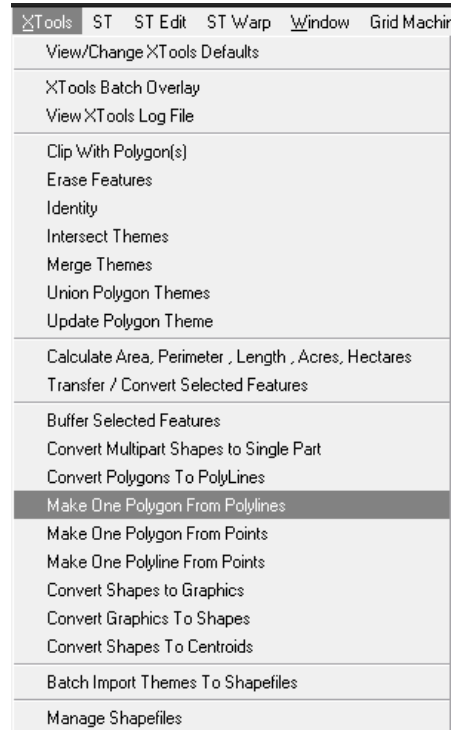 XTools ST ST Edit ST Warp Window Grid Machin
View/Change XTools Defaults
XTools Batch Overlay
View XTools Log File
Clip With Polygon(s)
Erase Features
Identity
Intersect Themes
Merge Themes
Union Polygon Themes
Update Polygon Theme
Calculate Area, Perimeter , Length , Acres, Hectares
Transfer / Convert Selected Features
Buffer Selected Features
Convert Multipart Shapes to Single Part
Convert Polygons To PolyLines
Make One Polygon From Polylines
Make One Polygon From Points
Make One Polyline From Points
Convert Shapes to Graphics
Convert Graphics To Shapes
Convert Shapes To Centroids
Batch Import Themes To Shapefiles
Manage Shapefiles